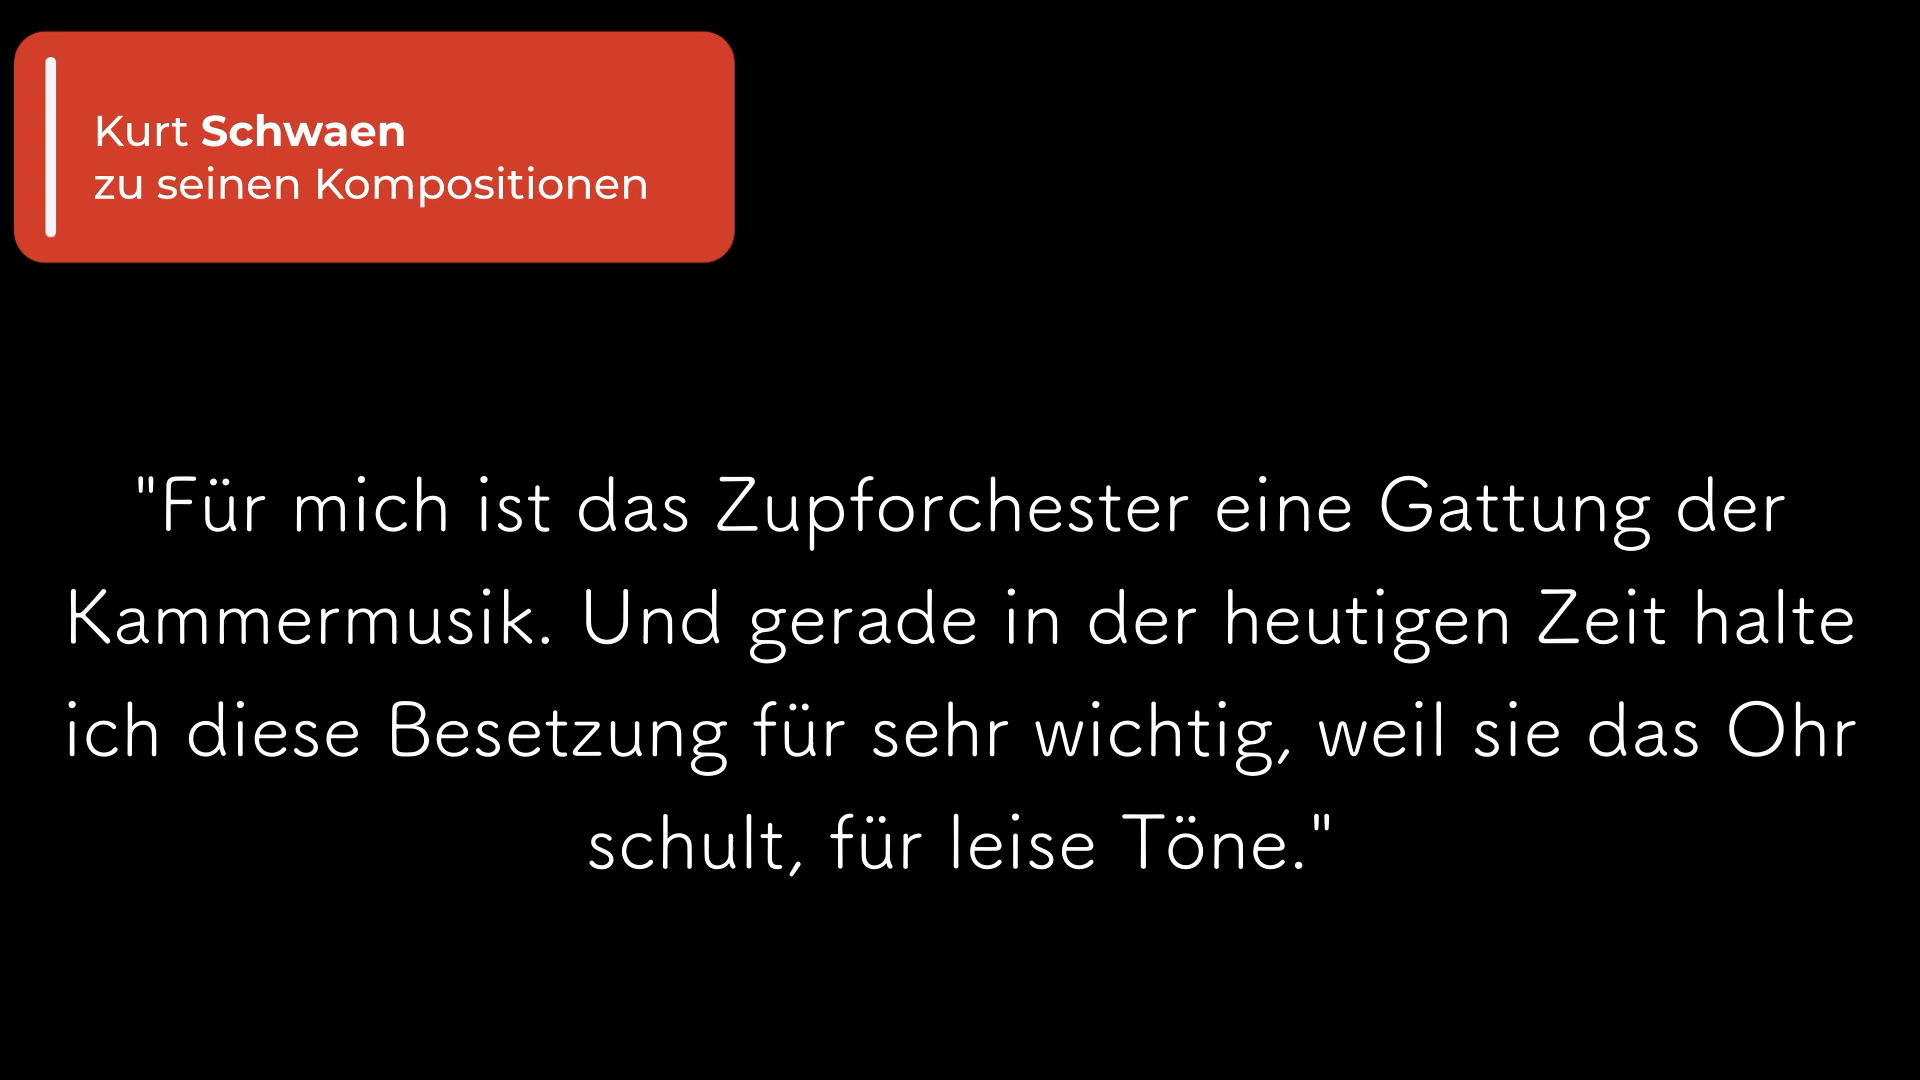 Kurt Schwaen
zu seinen Kompositionen
"Für mich ist das Zupforchester eine Gattung der
Kammermusik. Und gerade in der heutigen Zeit halte
ich diese Besetzung für sehr wichtig, weil sie das Ohr
schult, für leise Töne."